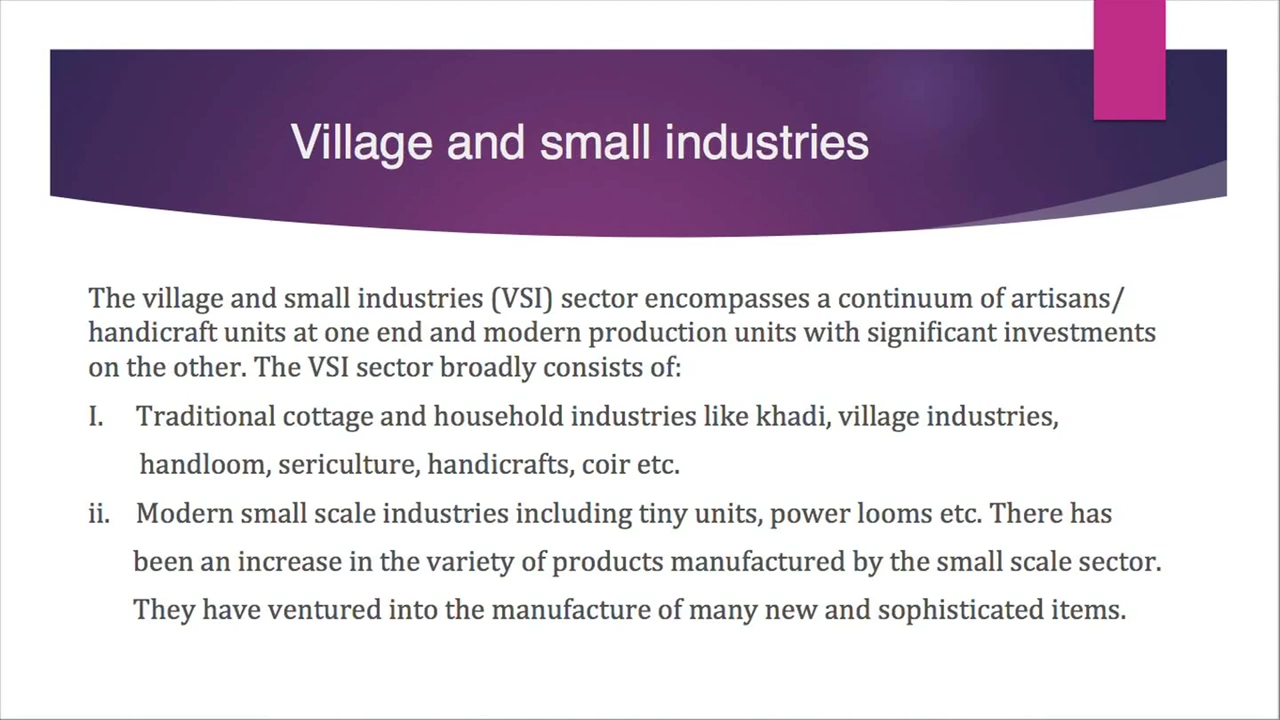 Village and small industries
The village and small industries (VSI) sector encompasses a continuum of artisans/
handicraft units at one end and modern production units with significant investments
on the other. The VSI sector broadly consists of:
I. Traditional cottage and household industries like khadi, village industries,
handloom, sericulture, handicrafts, coir etc.
ii. Modern small scale industries including tiny units, power looms etc. There has
been an increase in the variety of products manufactured by the small scale sector.
They have ventured into the manufacture of many new and sophisticated items.